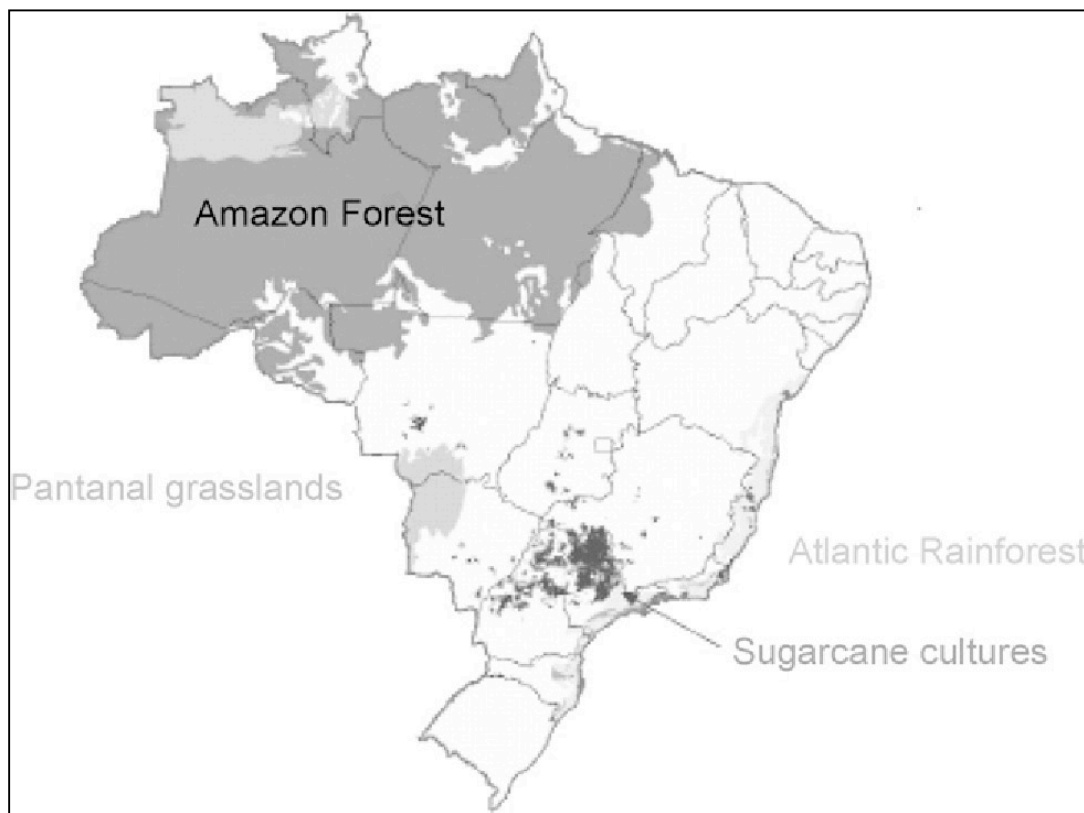 Amazon Forest
Pantanal grasslands
Atlantic Rainforest
Sugarcane cultures